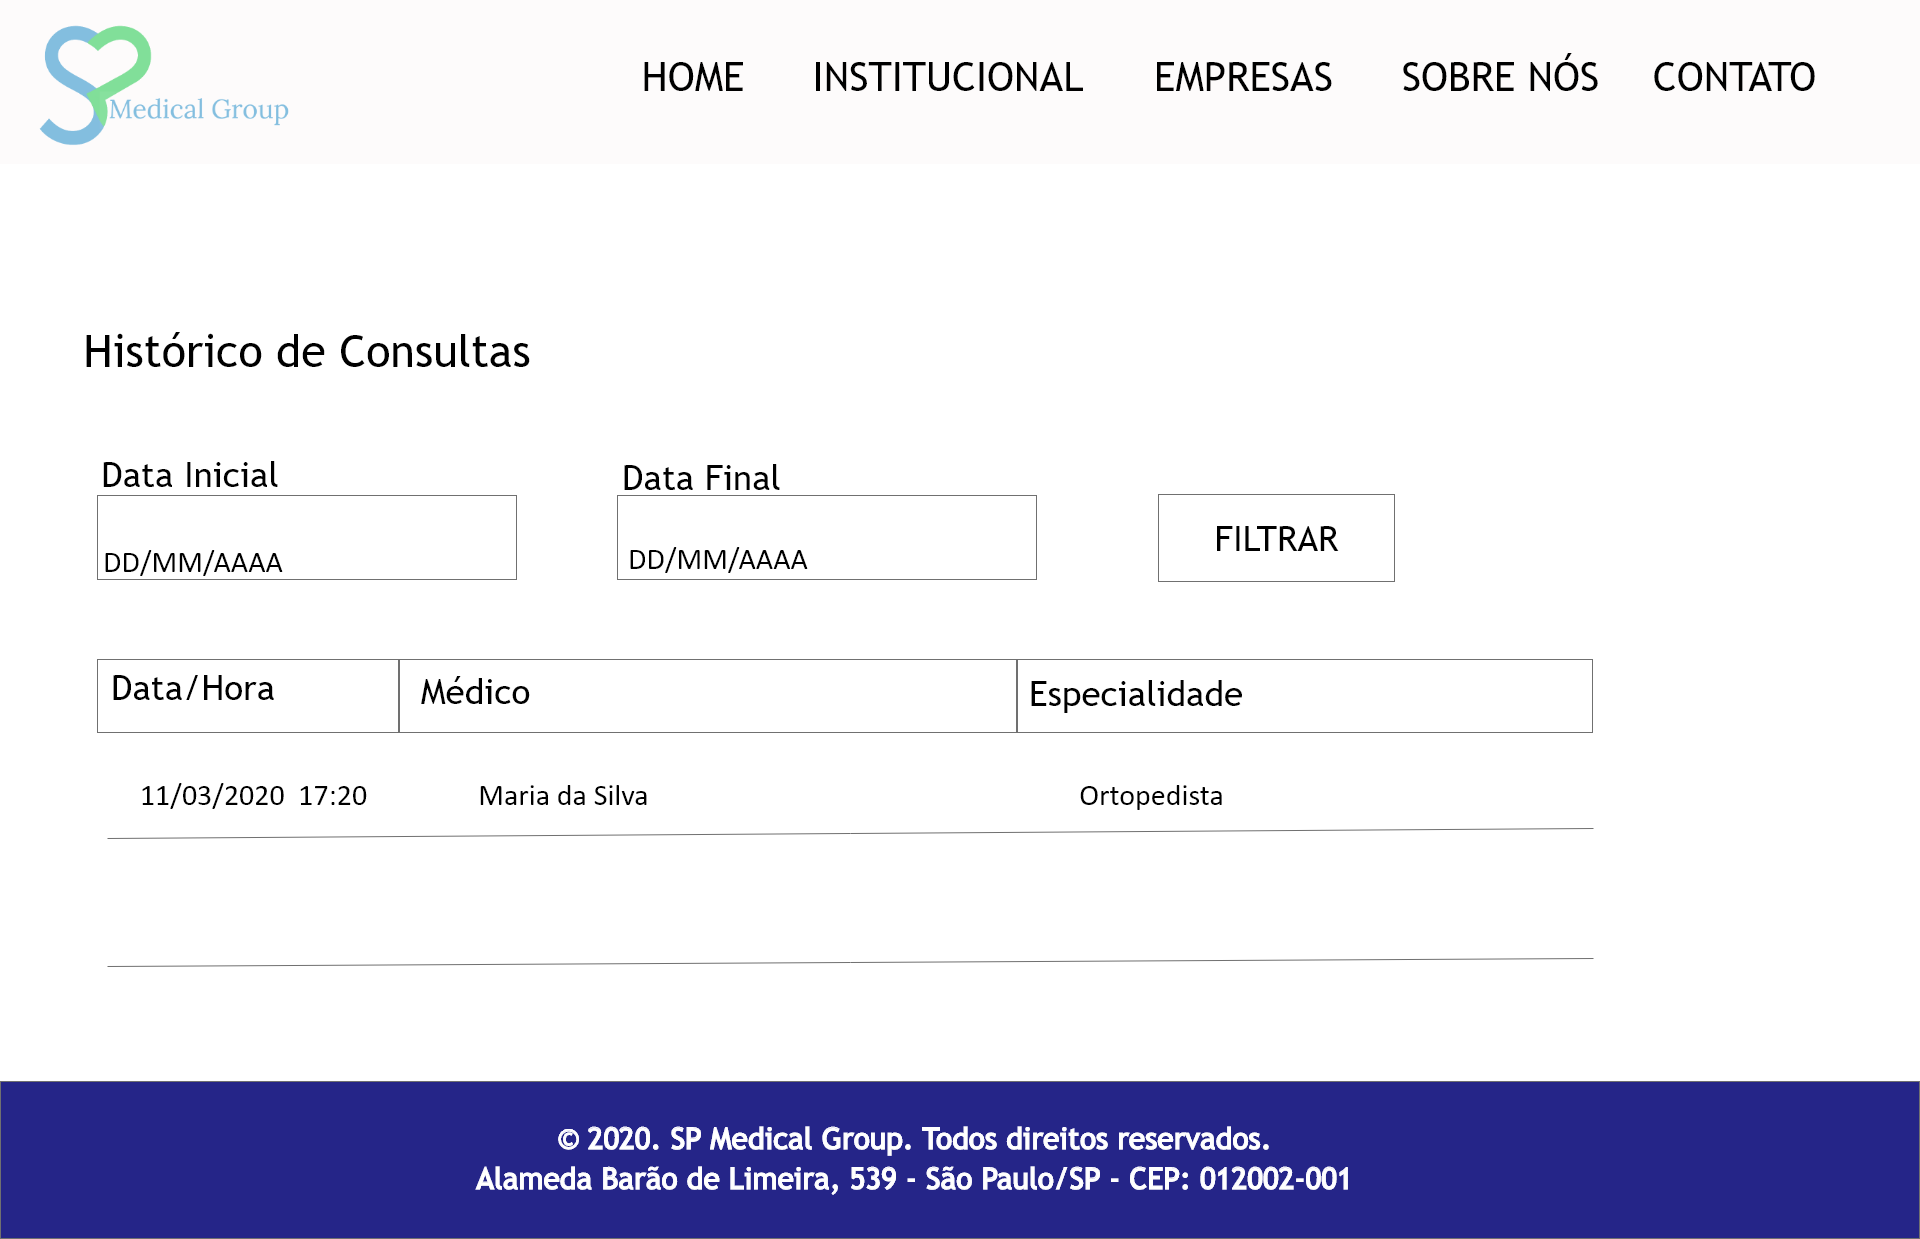 Medical Group
HOME INSTITUCIONAL EMPRESAS SOBRE NÓS CONTATO
Histórico de Consultas
Data Inicial Data Final
DD/MM/AAAA DD/MM/AAAA FILTRAR
Data/Hora Médico Especialidade
11/03/2020 17:20 Maria da Silva Ortopedista
© 2020. SP Medical Group. Todos direitos reservados.
Alameda Barão de Limeira, 539 - São Paulo/SP - CEP: 012002-001